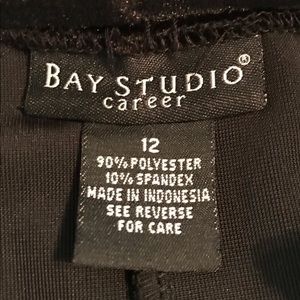 BAY STUDIO®
career
12
90% POLYESTER
10% SPANDEX
MADE IN INDONESIA
SEE REVERSE
FOR CARE